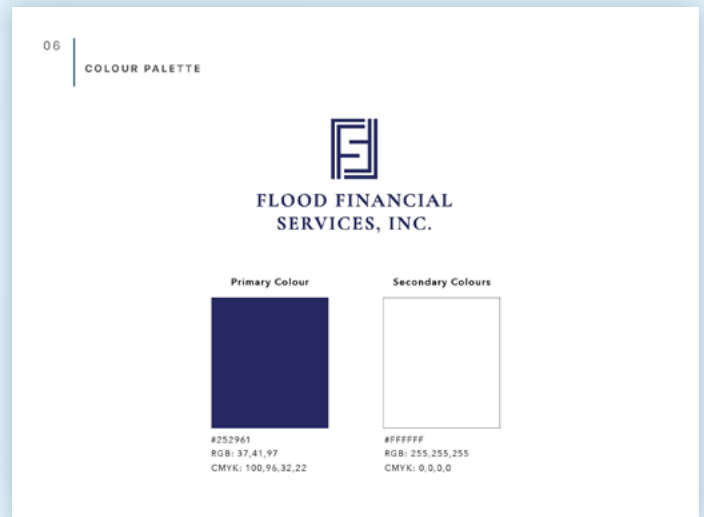 06
COLOUR PALETTE
FLOOD FINANCIAL
SERVICES, INC.
Primary Colour
Secondary Colours
#252961
RGB: 37,41,97
CMYK: 100,96,32,22
#FFFFFF
RGB: 255,255,255
CMYK: 0,0,0,0